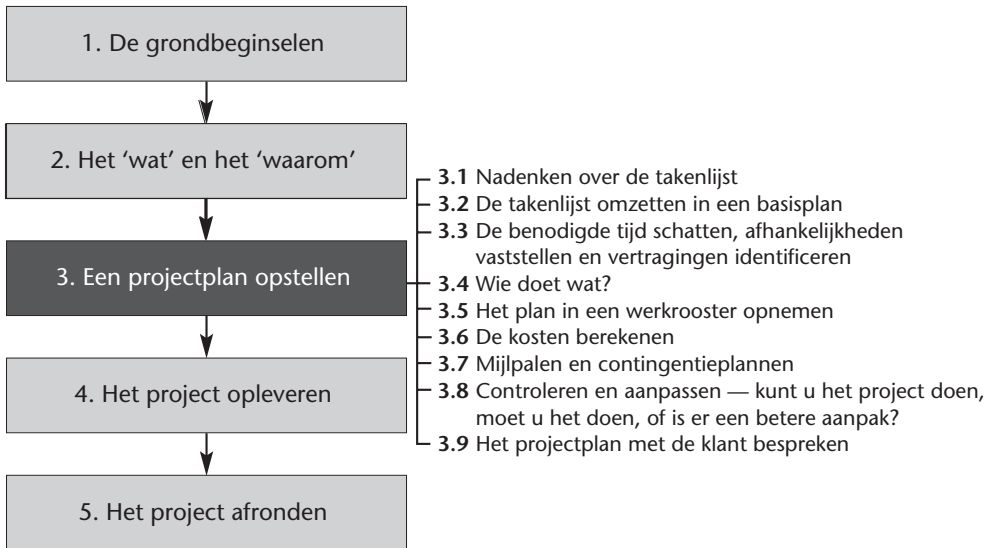 1. De grondbeginselen
2. Het ‘wat’ en het ‘waarom’
3. Een projectplan opstellen
3.1 Nadenken over de takenlijst
3.2 De takenlijst omzetten in een basisplan
3.3 De benodigde tijd schatten, afhankelijkheden
vaststellen en vertragingen identificeren
3.4 Wie doet wat?
3.5 Het plan in een werkrooster opnemen
3.6 De kosten berekenen
3.7 Mijlpalen en contingentieplannen
3.8 Controleren en aanpassen — kunt u het project doen,
moet u het doen, of is er een betere aanpak?
3.9 Het projectplan met de klant bespreken
4. Het project opleveren
5. Het project afronden